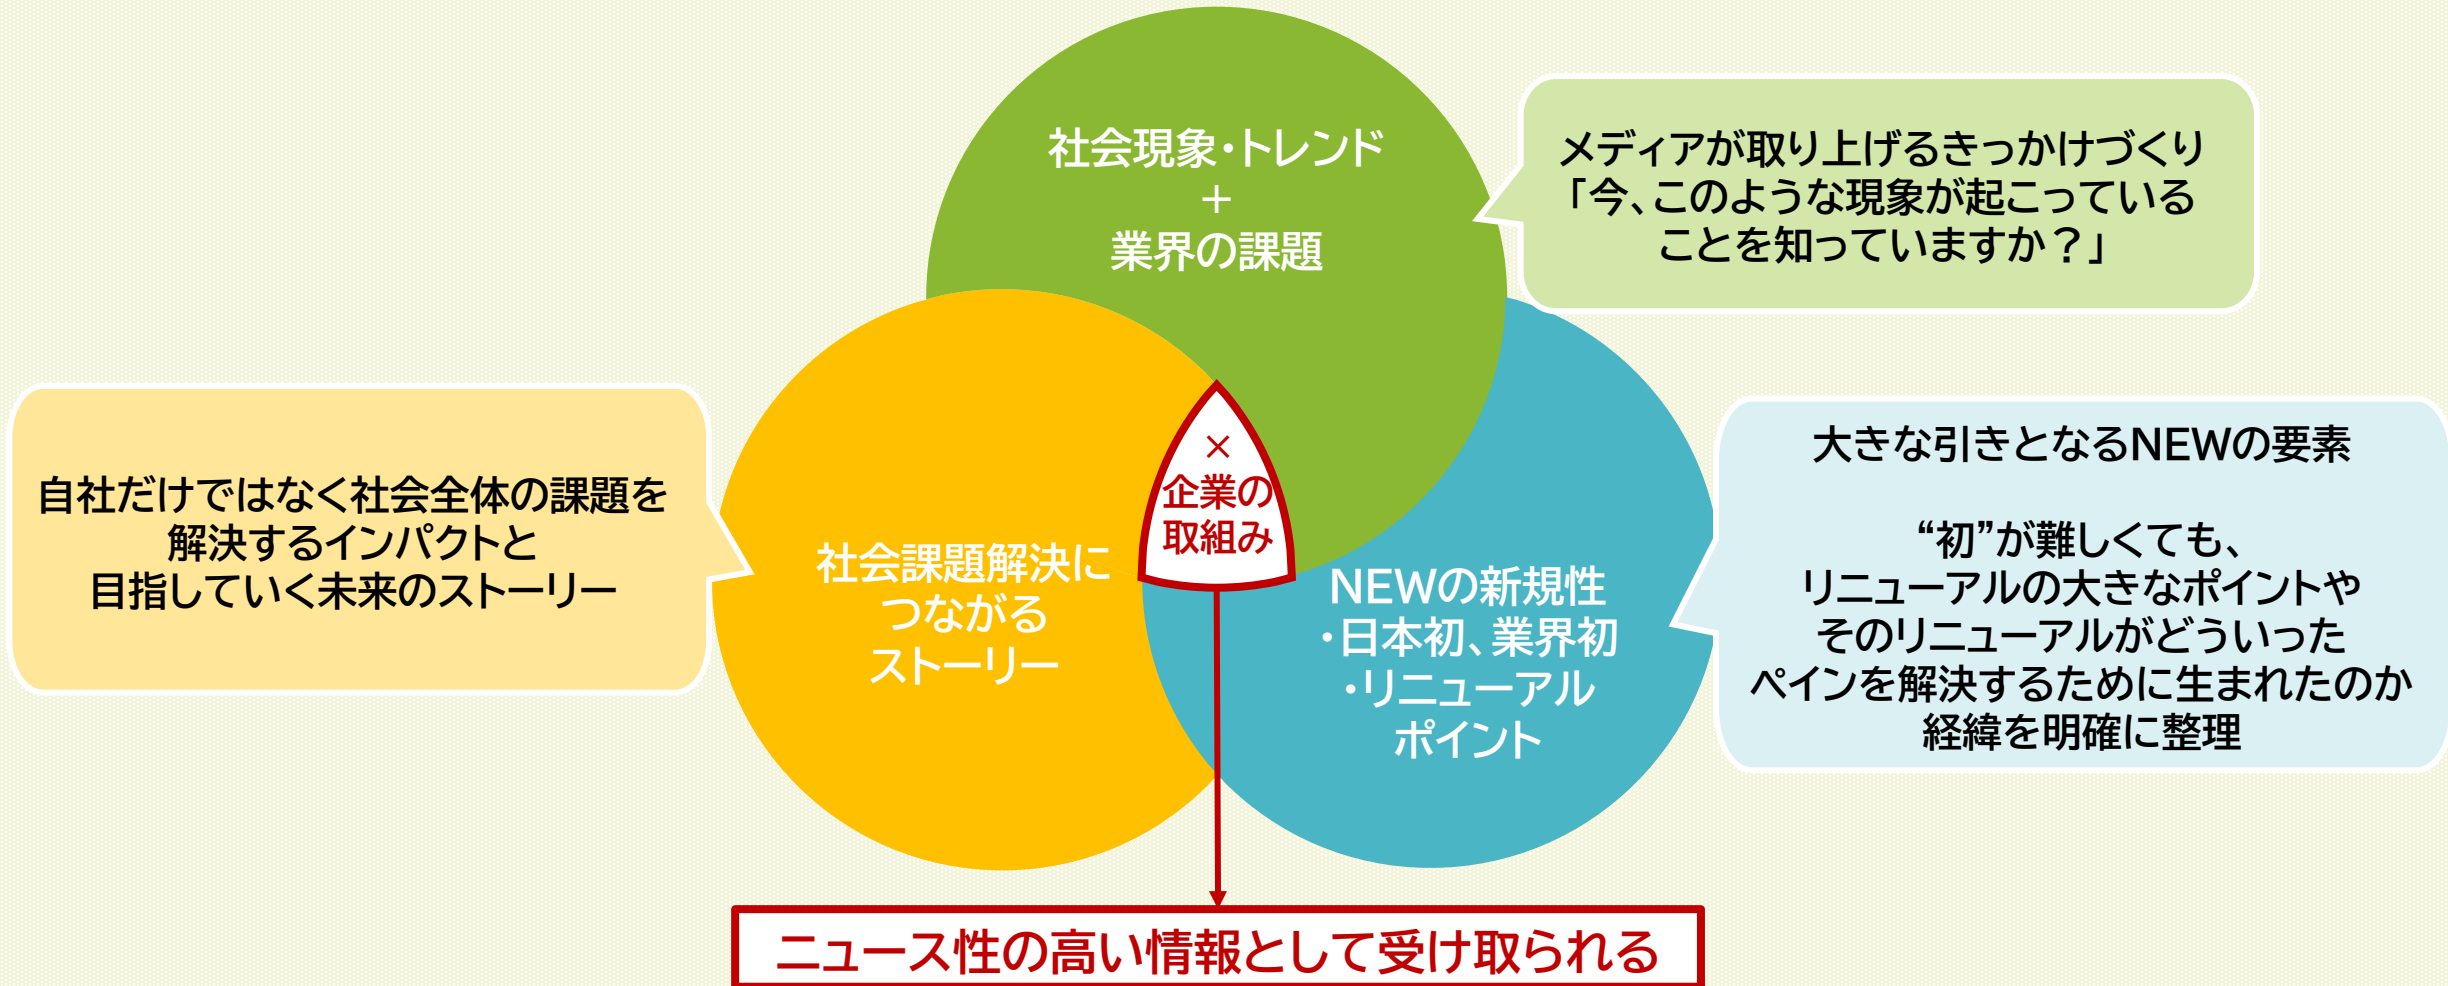 社会現象・トレンド
＋
業界の課題
メディアが取り上げるきっかけづくり
「今、このような現象が起こっている
ことを知っていますか？」
自社だけではなく社会全体の課題を
解決するインパクトと
目指していく未来のストーリー
社会課題解決に
つながる
ストーリー
×
企業の
取組み
NEWの新規性
・日本初、業界初
・リニューアル
ポイント
大きな引きとなるNEWの要素
“初”が難しくても、
リニューアルの大きなポイントや
そのリニューアルがどういった
ペインを解決するために生まれたのか
経緯を明確に整理
ニュース性の高い情報として受け取られる